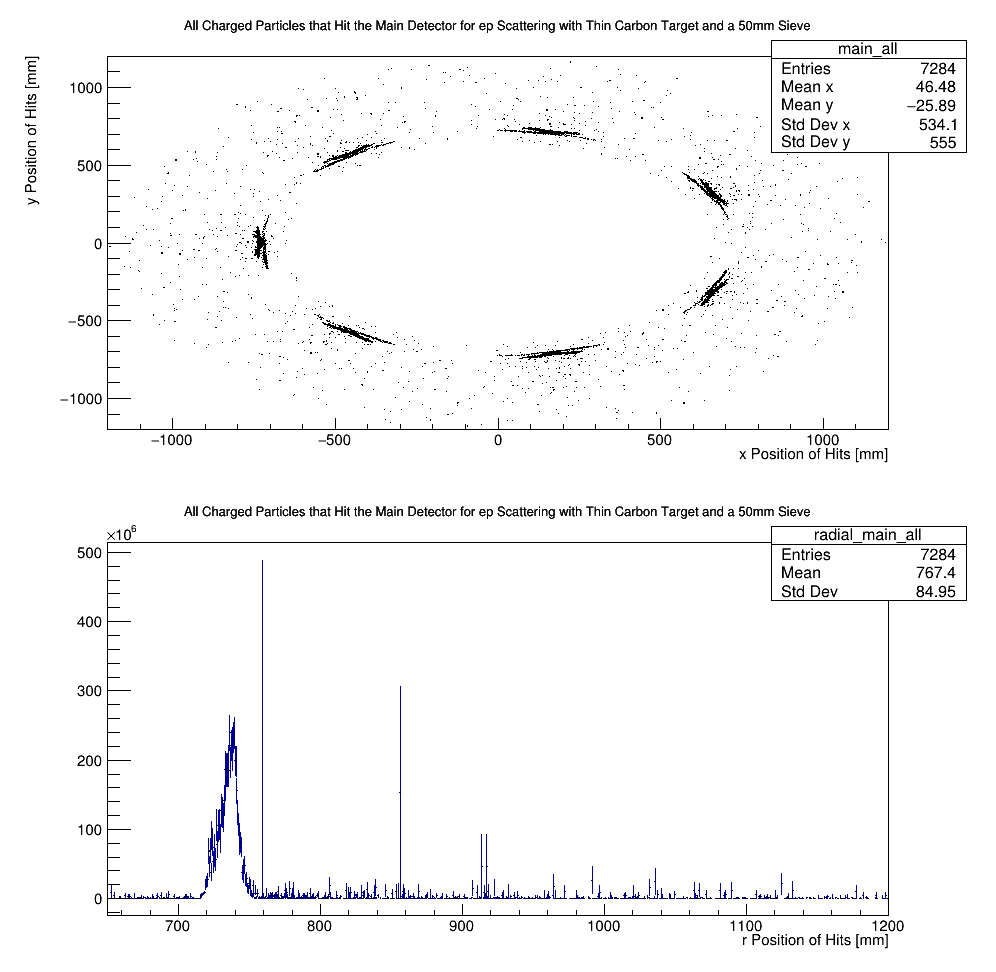 All Charged Particles that Hit the Main Detector for ep Scattering with Thin Carbon Target and a 50mm Sieve
main_all
Entries 7284
Mean x 46.48
Mean y −25.89
Std Dev x 534.1
Std Dev y 555
y Position of Hits [mm]
1000
500
0
−500
−1000
−1000 −500 0 500 1000
x Position of Hits [mm]
All Charged Particles that Hit the Main Detector for ep Scattering with Thin Carbon Target and a 50mm Sieve
radial_main_all
Entries 7284
Mean 767.4
Std Dev 84.95
×10⁶
500
400
300
200
100
0
700 800 900 1000 1100 1200
r Position of Hits [mm]